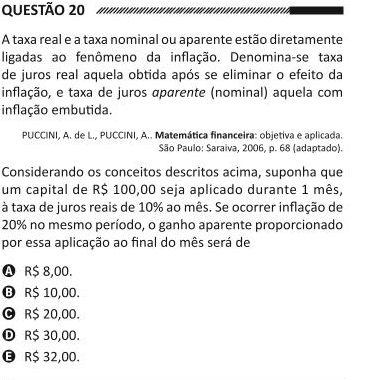 QUESTÃO 20
A taxa real e a taxa nominal ou aparente estão diretamente
ligadas ao fenômeno da inflação. Denomina-se taxa
de juros real aquela obtida após se eliminar o efeito da
inflação, e taxa de juros aparente (nominal) aquela com
inflação embutida.
PUCCINI, A. de L., PUCCINI, A.. Matemática financeira: objetiva e aplicada.
São Paulo: Saraiva, 2006, p. 68 (adaptado).
Considerando os conceitos descritos acima, suponha que
um capital de R$ 100,00 seja aplicado durante 1 mês,
à taxa de juros reais de 10% ao mês. Se ocorrer inflação de
20% no mesmo período, o ganho aparente proporcionado
por essa aplicação ao final do mês será de
A R$ 8,00.
B R$ 10,00.
C R$ 20,00.
D R$ 30,00.
E R$ 32,00.